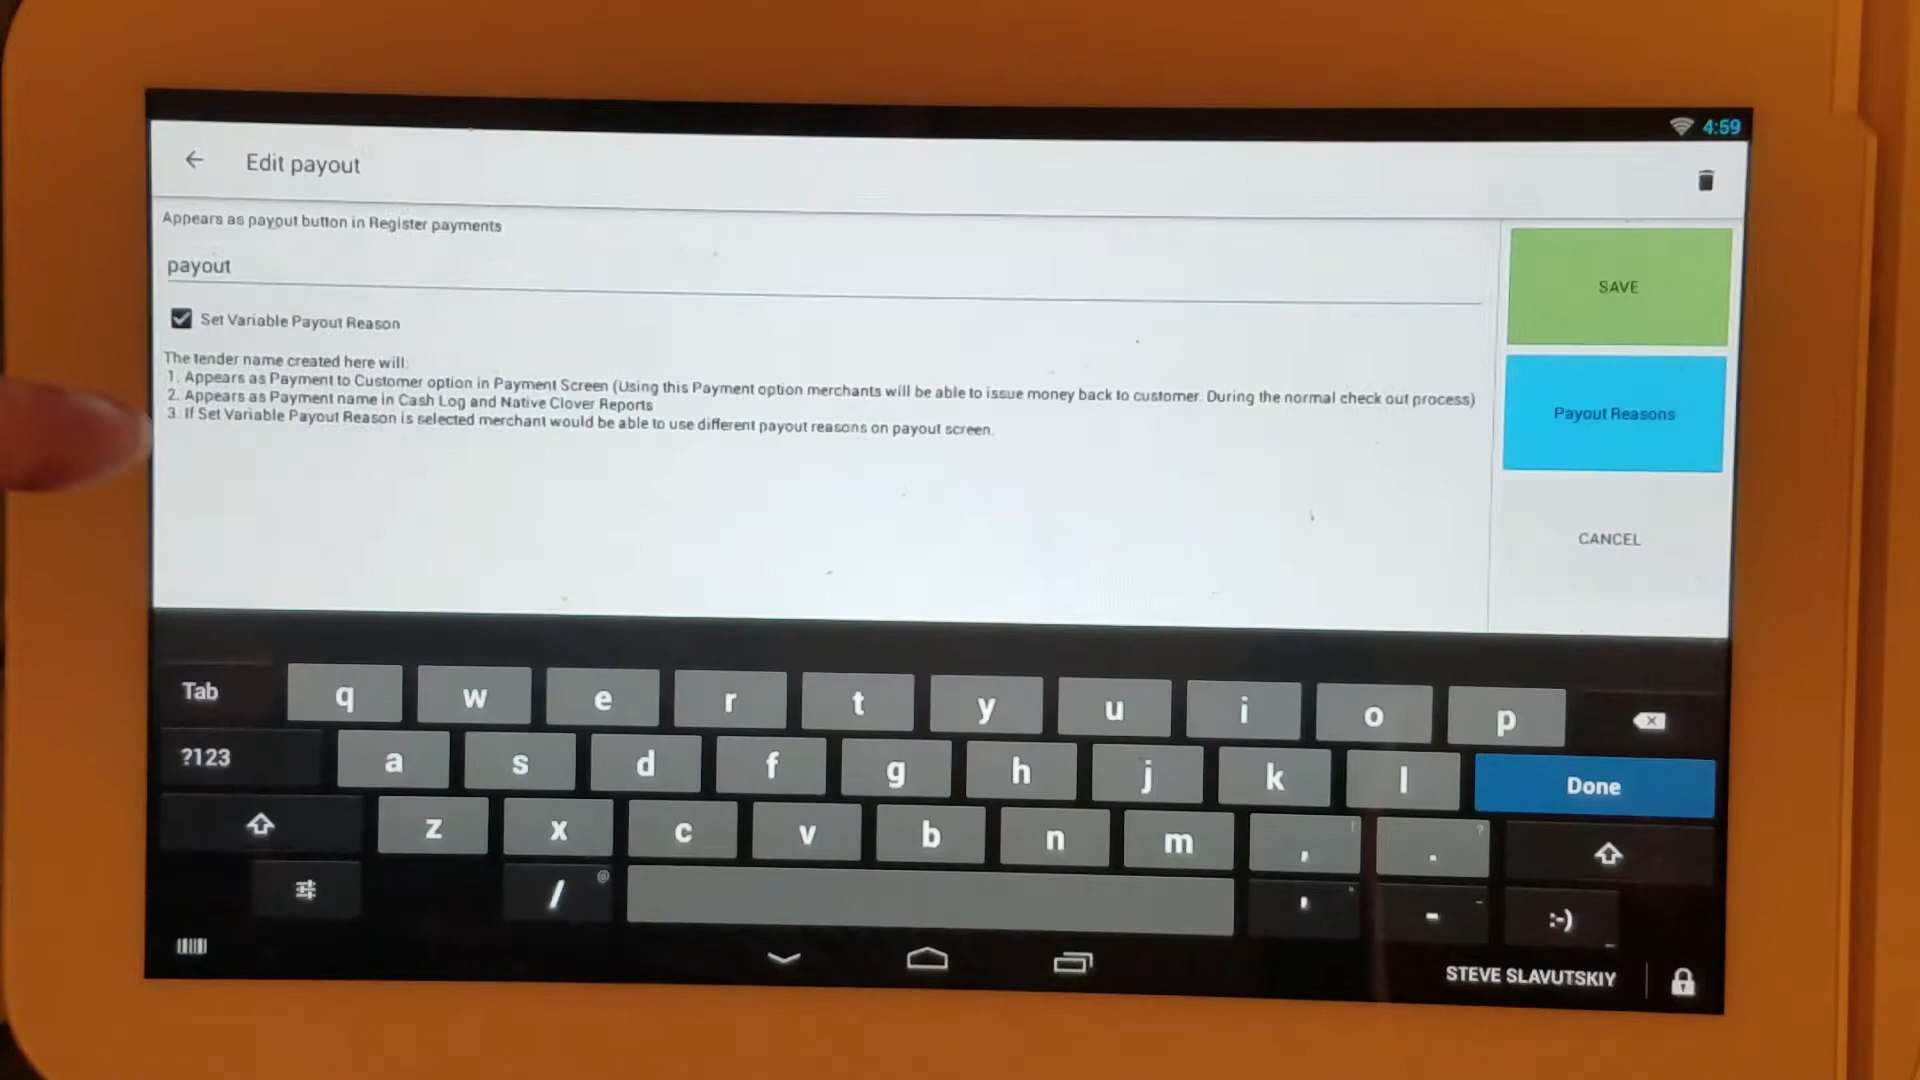 4:59
Edit payout
Appears as payout button in Register payments
payout
Set Variable Payout Reason
The tender name created here will:
1. Appears as Payment to Customer option in Payment Screen (Using this Payment option merchants will be able to issue money back to customer. During the normal check out process)
2. Appears as Payment name in Cash Log and Native Clover Reports
3. If Set Variable Payout Reason is selected merchant would be able to use different payout reasons on payout screen.
SAVE
Payout Reasons
CANCEL
Tab q w e r t y u i o p
?123 a s d f g h j k l Done
z x c v b n m , ! . ?
/ @ ' " - _ :-)
STEVE SLAVUTSKIY